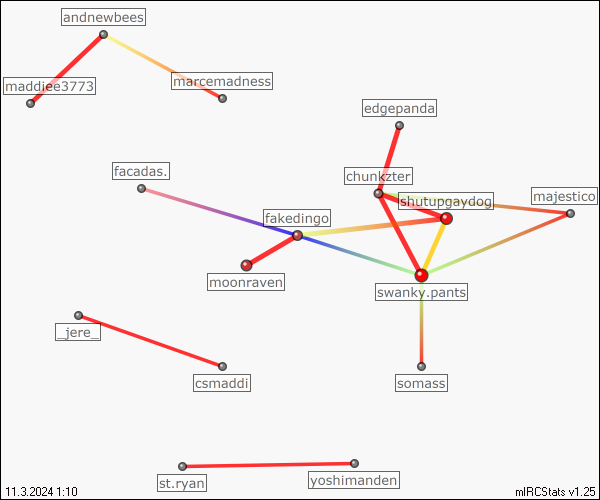 andnewbees
maddiee3773
marcemadness
edgepanda
facadas.
chunkzter
shutupgaydog
majestico
fakedingo
moonraven
swanky.pants
_jere_
csmaddi
somass
st.ryan
yoshimanden
11.3.2024 1:10
mIRCStats v1.25